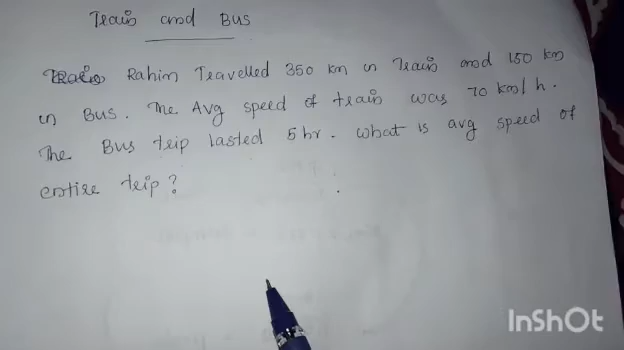 Train and Bus
Rahim Travelled 350 km in Train and 150 km
in Bus. The Avg speed of train was 70 km/h.
The Bus trip lasted 5 hr. what is avg speed of
entire trip?
InShOt